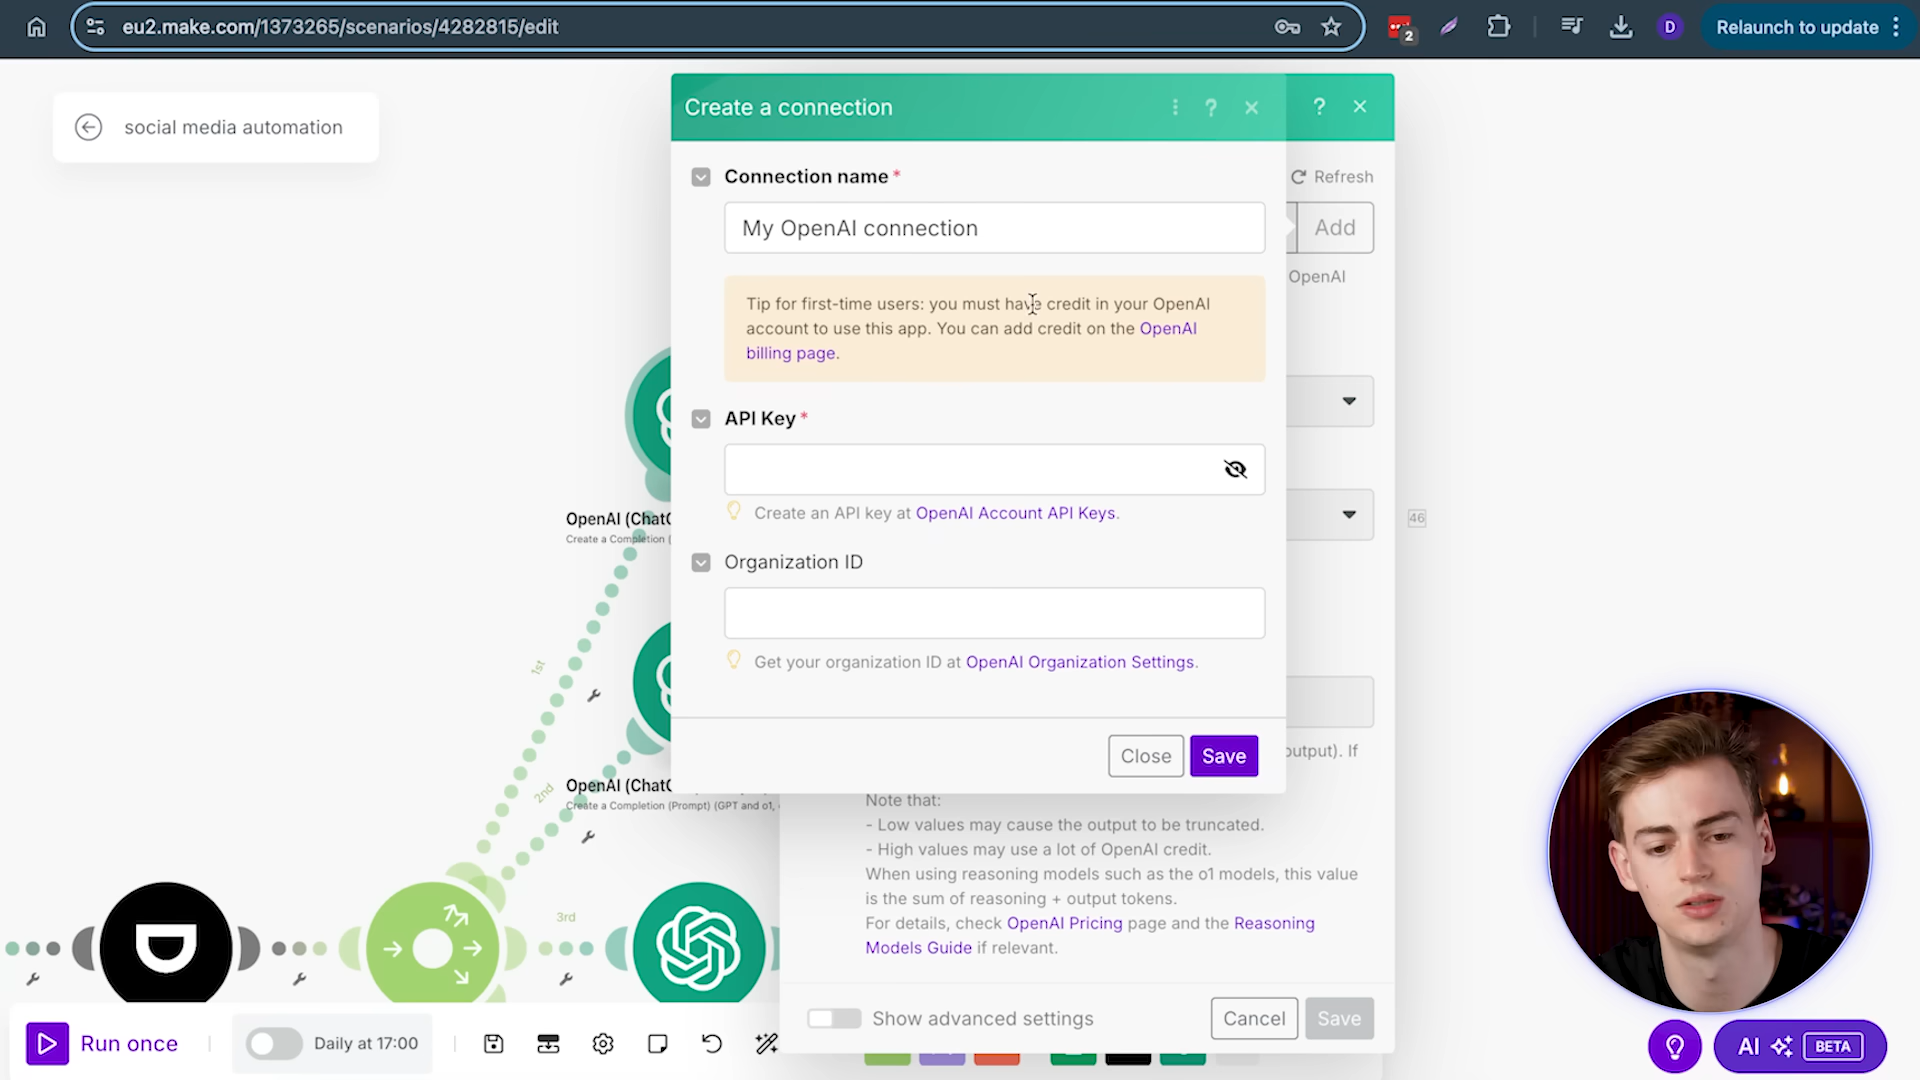 eu2.make.com/1373265/scenarios/4282815/edit
2
D
Relaunch to update
social media automation
Create a connection
?
?
Connection name *
Refresh
My OpenAI connection
Add
Tip for first-time users: you must have credit in your OpenAI
account to use this app. You can add credit on the OpenAI
billing page.
OpenAI
API Key *
Create an API key at OpenAI Account API Keys.
46
OpenAI (ChatG
Create a Completion (
Organization ID
Get your organization ID at OpenAI Organization Settings.
1st
Close
Save
output). If
2nd
OpenAI (ChatG
Create a Completion (Prompt) (GPT and o1,
Note that:
- Low values may cause the output to be truncated.
- High values may use a lot of OpenAI credit.
When using reasoning models such as the o1 models, this value
is the sum of reasoning + output tokens.
For details, check OpenAI Pricing page and the Reasoning
Models Guide if relevant.
3rd
Show advanced settings
Cancel
Save
Run once
Daily at 17:00
AI
BETA